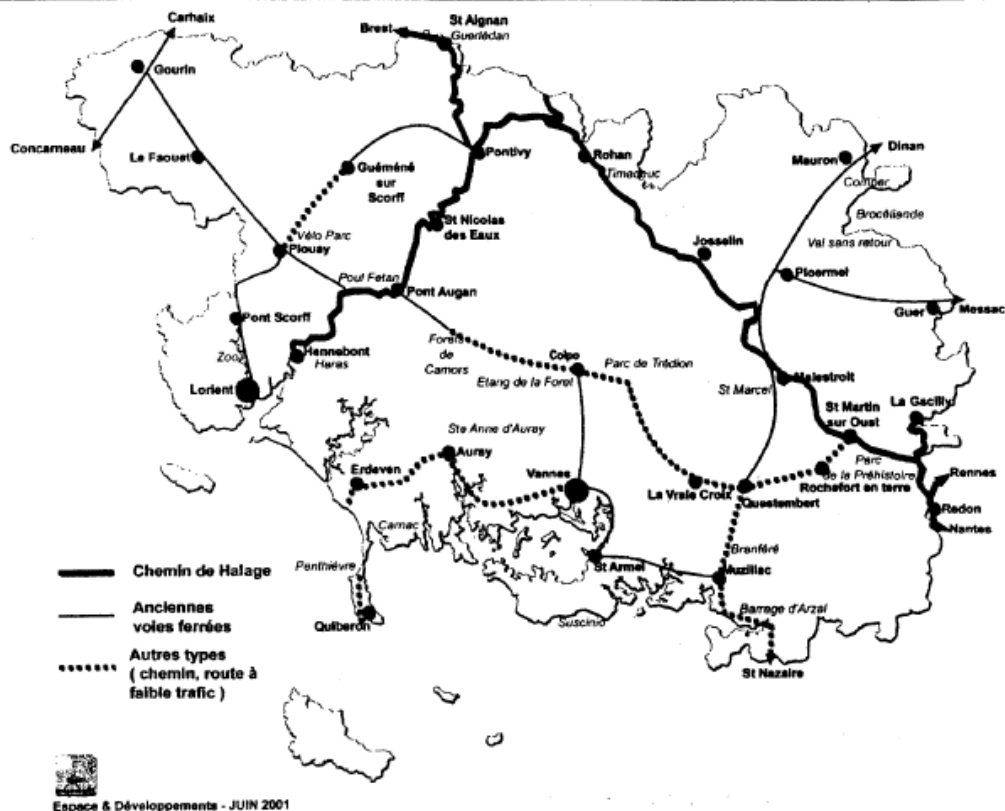 Carhaix
St Aignan
Brest
Guerlédan
Gourin
Concarneau
Le Faouet
Guéméné
sur
Scorff
Pontivy
Rohan
Timadeuc
Mauron
Dinan
Comper
Brocéliande
Val sans retour
Vélo Parc
Plouay
St Nicolas
des Eaux
Josselin
Ploermel
Messac
Guer
Poul Fetan
Pont Augan
Pont Scorff
Zoo
Hennebont
Haras
Lorient
Forêts
de
Camors
Colpo
Etang de la Foret
Parc de Trédion
St Marcel
Malestroit
St Martin
sur Oust
La Gacilly
Ste Anne d'Auray
Auray
Erdeven
Vannes
La Vraie Croix
Questembert
Parc
de la Préhistoire
Rochefort en terre
Rennes
Redon
Nantes
Carnac
Penthièvre
Quiberon
St Armel
Suscinio
Branféré
Muzillac
Barrage d'Arzal
St Nazaire
Chemin de Halage
Anciennes
voies ferrées
Autres types
( chemin, route à
faible trafic )
Espace & Développements - JUIN 2001